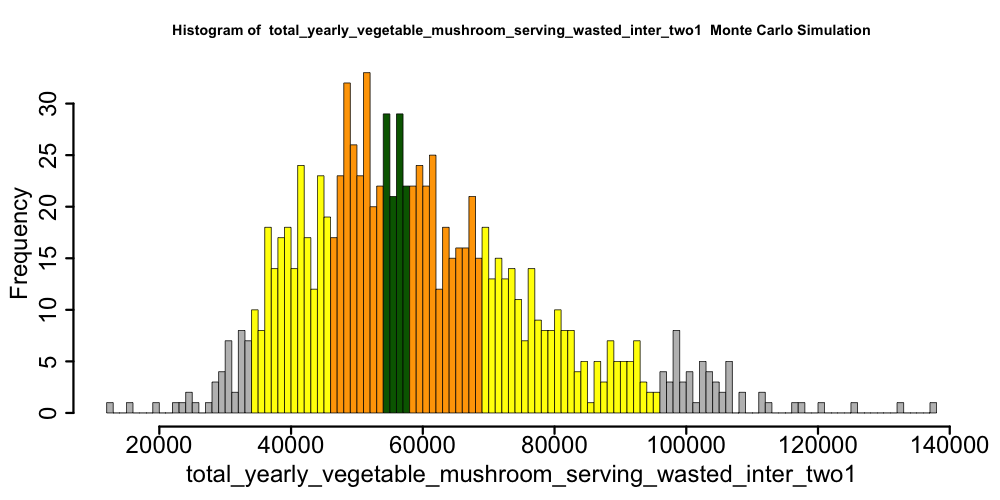 Histogram of  total_yearly_vegetable_mushroom_serving_wasted_inter_two1  Monte Carlo Simulation
Frequency
30
25
20
15
10
5
0
20000 40000 60000 80000 100000 120000 140000
total_yearly_vegetable_mushroom_serving_wasted_inter_two1